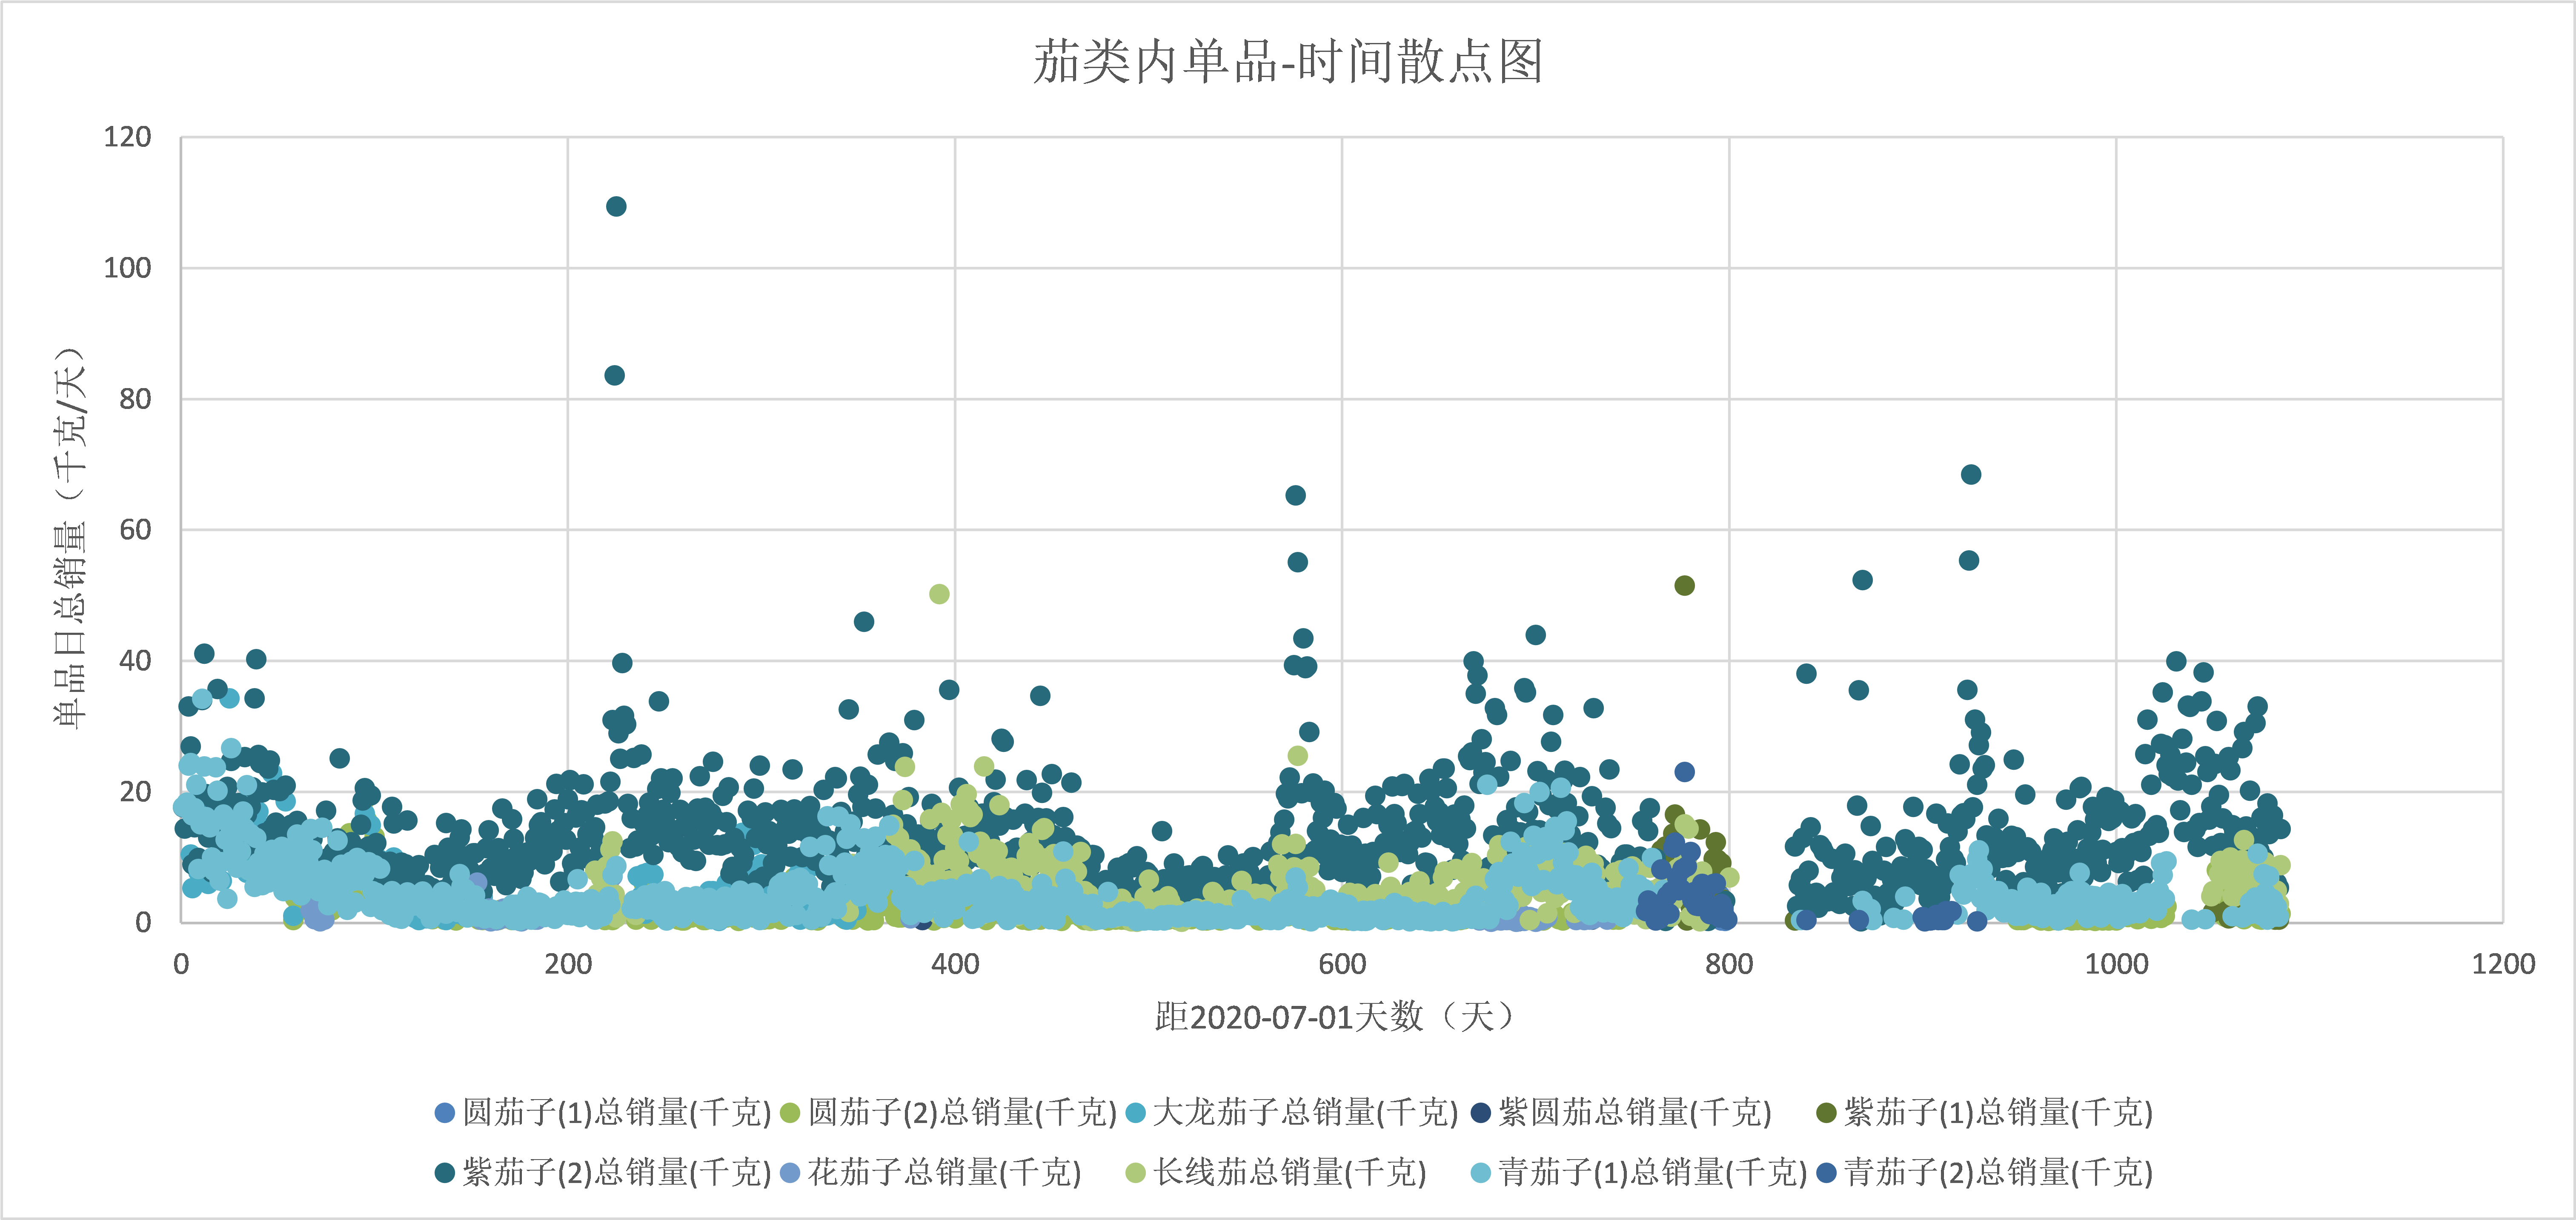 茄类内单品-时间散点图
120
100
80
60
40
20
0
单品日总销量（千克/天）
0 200 400 600 800 1000 1200
距2020-07-01天数（天）
圆茄子(1)总销量(千克) 圆茄子(2)总销量(千克) 大龙茄子总销量(千克) 紫圆茄总销量(千克) 紫茄子(1)总销量(千克)
紫茄子(2)总销量(千克) 花茄子总销量(千克) 长线茄总销量(千克) 青茄子(1)总销量(千克) 青茄子(2)总销量(千克)